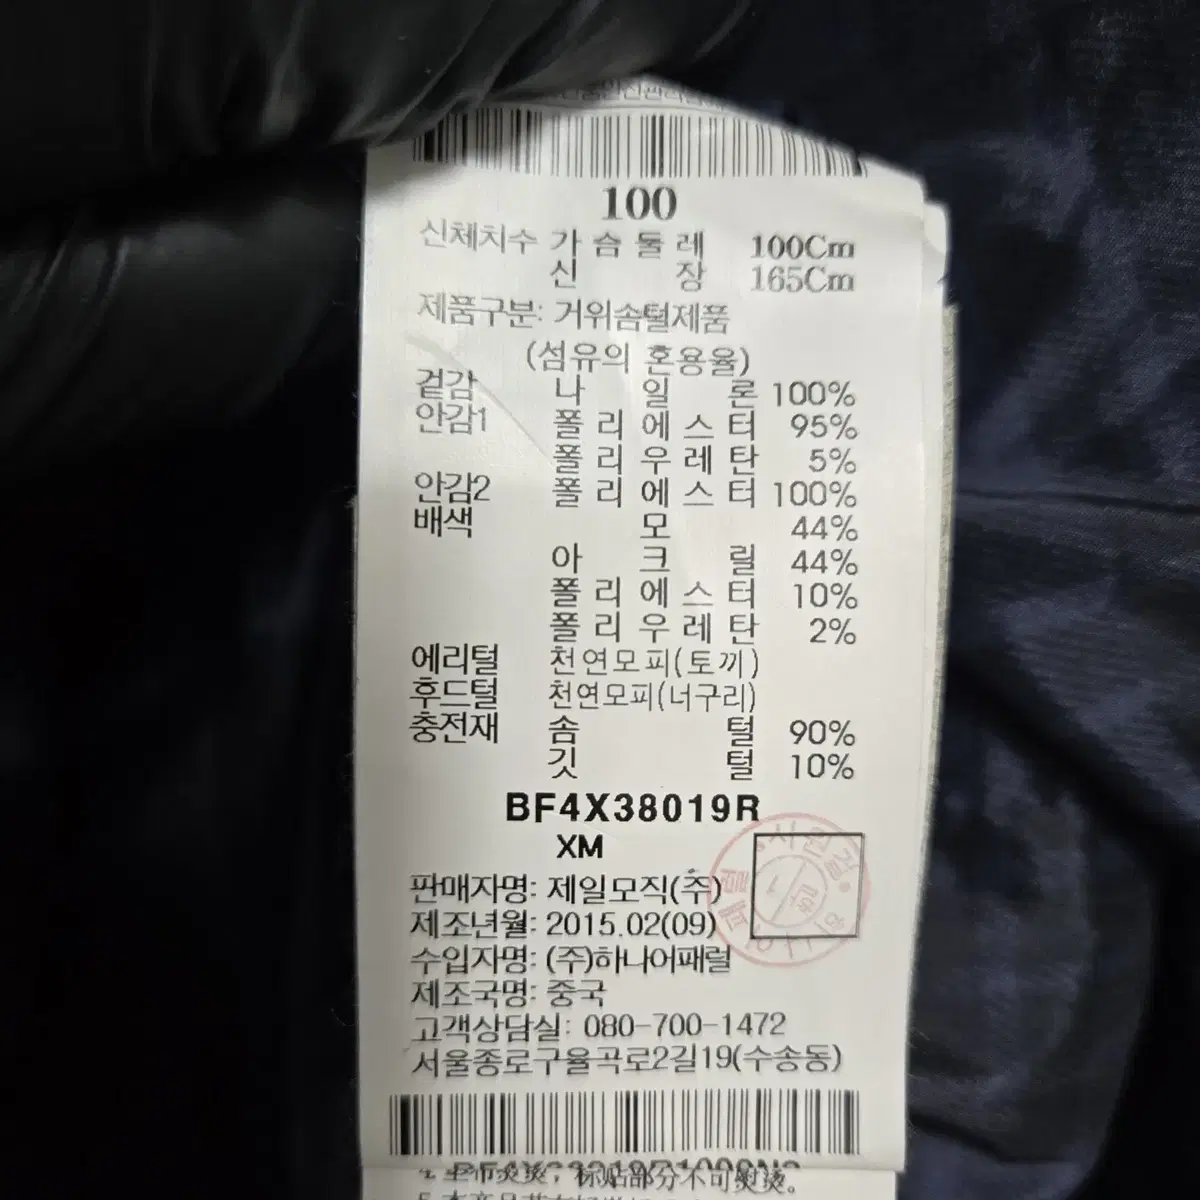 100
신체치수 가슴둘레 100Cm
신장 165Cm
제품구분: 거위솜털제품
(섬유의 혼용율)
겉감 나일론 100%
안감1 폴리에스터 95%
폴리우레탄 5%
안감2 폴리에스터 100%
배색 모 44%
아크릴 44%
폴리에스터 10%
폴리우레탄 2%
에리털 천연모피(토끼)
후드털 천연모피(너구리)
충전재 솜털 90%
깃털 10%
BF4X38019R
XM
판매자명: 제일모직(주)
제조년월: 2015.02(09)
수입자명: (주)하나어패럴
제조국명: 중국
고객상담실: 080-700-1472
서울종로구율곡로2길19(수송동)
标贴部分不可熨烫。